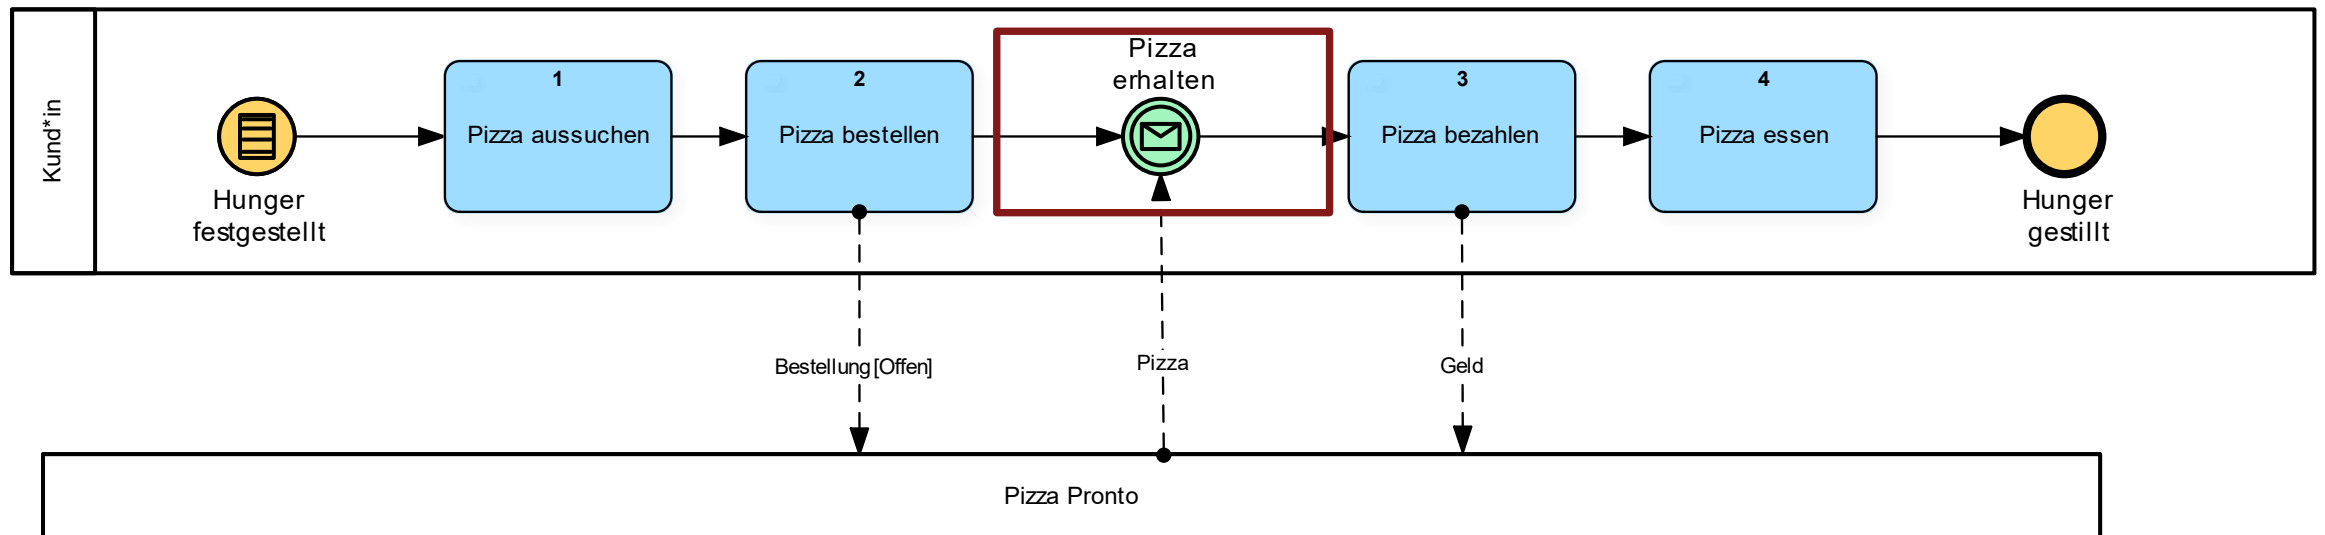 Kund*in
Hunger
festgestellt
1
Pizza aussuchen
2
Pizza bestellen
Pizza
erhalten
3
Pizza bezahlen
4
Pizza essen
Hunger
gestillt
Bestellung [Offen]
Pizza
Geld
Pizza Pronto